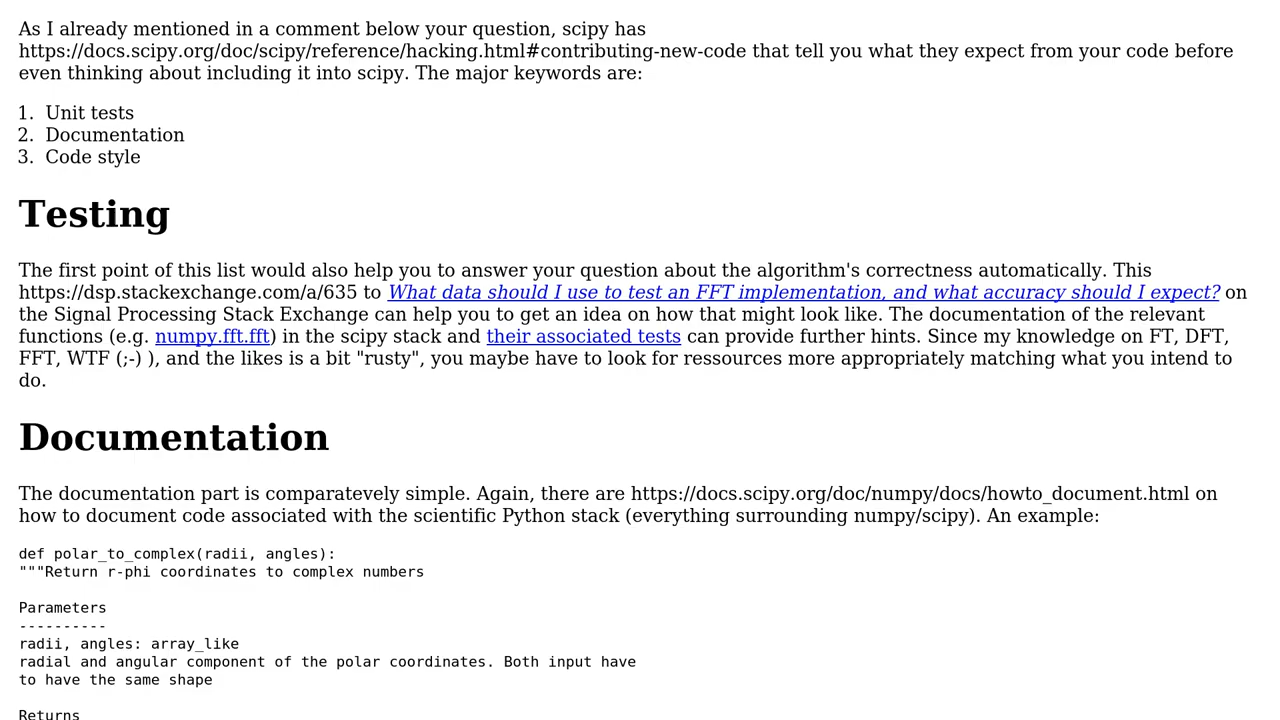 As I already mentioned in a comment below your question, scipy has
https://docs.scipy.org/doc/scipy/reference/hacking.html#contributing-new-code that tell you what they expect from your code before
even thinking about including it into scipy. The major keywords are:
1. Unit tests
2. Documentation
3. Code style
Testing
The first point of this list would also help you to answer your question about the algorithm's correctness automatically. This
https://dsp.stackexchange.com/a/635 to What data should I use to test an FFT implementation, and what accuracy should I expect? on
the Signal Processing Stack Exchange can help you to get an idea on how that might look like. The documentation of the relevant
functions (e.g. numpy.fft.fft) in the scipy stack and their associated tests can provide further hints. Since my knowledge on FT, DFT,
FFT, WTF (;-) ), and the likes is a bit "rusty", you maybe have to look for ressources more appropriately matching what you intend to
do.
Documentation
The documentation part is comparatevely simple. Again, there are https://docs.scipy.org/doc/numpy/docs/howto_document.html on
how to document code associated with the scientific Python stack (everything surrounding numpy/scipy). An example:
def polar_to_complex(radii, angles):
"""Return r-phi coordinates to complex numbers
Parameters
----------
radii, angles: array_like
radial and angular component of the polar coordinates. Both input have
to have the same shape
Returns